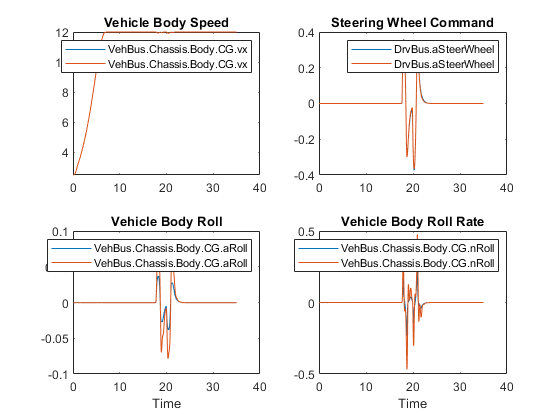 Vehicle Body Speed
12
10
8
6
4
0 10 20 30 40
VehBus.Chassis.Body.CG.vx
VehBus.Chassis.Body.CG.vx
Steering Wheel Command
0.4
0
-0.2
-0.4
0 10 20 30 40
DrvBus.aSteerWheel
DrvBus.aSteerWheel
Vehicle Body Roll
0.1
0
-0.05
-0.1
0 10 20 30 40
Time
VehBus.Chassis.Body.CG.aRoll
VehBus.Chassis.Body.CG.aRoll
Vehicle Body Roll Rate
0.5
0
-0.5
0 10 20 30 40
Time
VehBus.Chassis.Body.CG.nRoll
VehBus.Chassis.Body.CG.nRoll